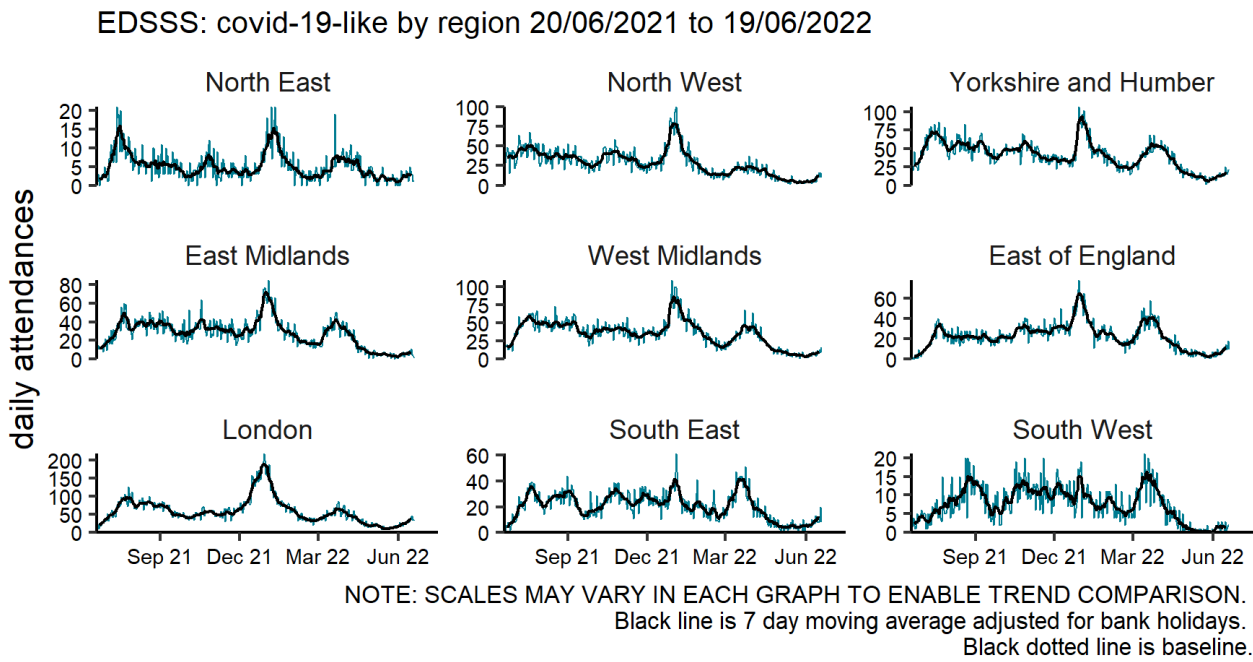 EDSSS: covid-19-like by region 20/06/2021 to 19/06/2022
daily attendances
North East
20
15
10
5
0
North West
100
75
50
25
0
Yorkshire and Humber
100
75
50
25
0
East Midlands
80
60
40
20
0
West Midlands
100
75
50
25
0
East of England
60
40
20
0
London
200
150
100
50
0
Sep 21 Dec 21 Mar 22 Jun 22
South East
60
40
20
0
Sep 21 Dec 21 Mar 22 Jun 22
South West
20
15
10
5
0
Sep 21 Dec 21 Mar 22 Jun 22
NOTE: SCALES MAY VARY IN EACH GRAPH TO ENABLE TREND COMPARISON.
Black line is 7 day moving average adjusted for bank holidays.
Black dotted line is baseline.